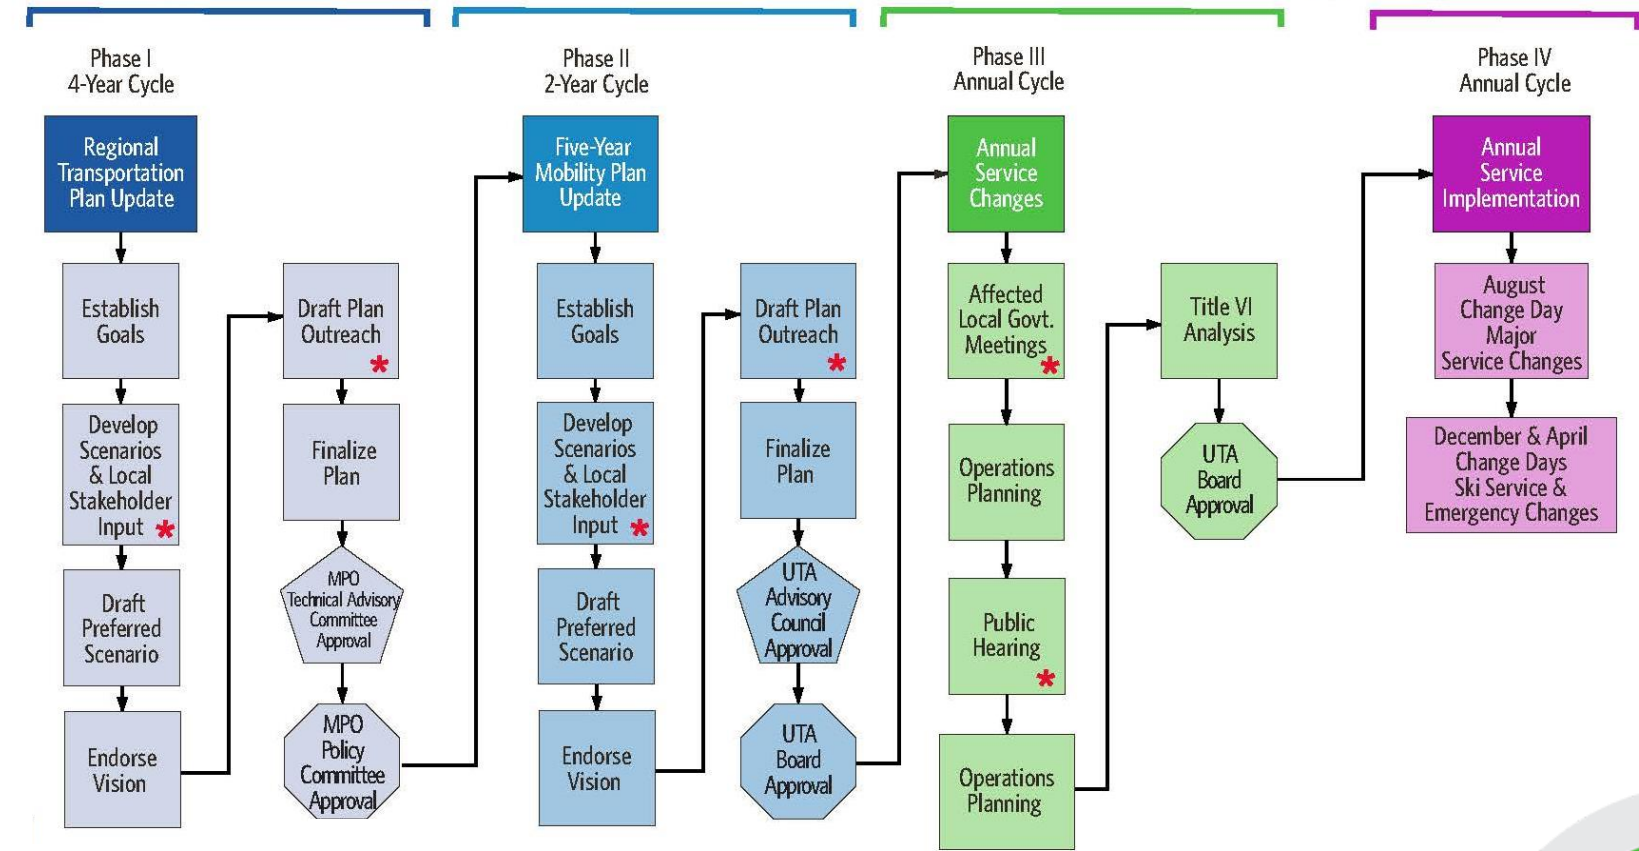 Phase I
4-Year Cycle
Regional
Transportation
Plan Update
Establish
Goals
Develop
Scenarios
& Local
Stakeholder
Input *
Draft
Preferred
Scenario
Endorse
Vision
Draft Plan
Outreach
*
Finalize
Plan
MPO
Technical Advisory
Committee
Approval
MPO
Policy
Committee
Approval
Phase II
2-Year Cycle
Five-Year
Mobility Plan
Update
Establish
Goals
Develop
Scenarios
& Local
Stakeholder
Input *
Draft
Preferred
Scenario
Endorse
Vision
Draft Plan
Outreach
*
Finalize
Plan
UTA
Advisory
Council
Approval
UTA
Board
Approval
Phase III
Annual Cycle
Annual
Service
Changes
Affected
Local Govt.
Meetings
*
Operations
Planning
Public
Hearing
*
Operations
Planning
Title VI
Analysis
UTA
Board
Approval
Phase IV
Annual Cycle
Annual
Service
Implementation
August
Change Day
Major
Service Changes
December & April
Change Days
Ski Service &
Emergency Changes